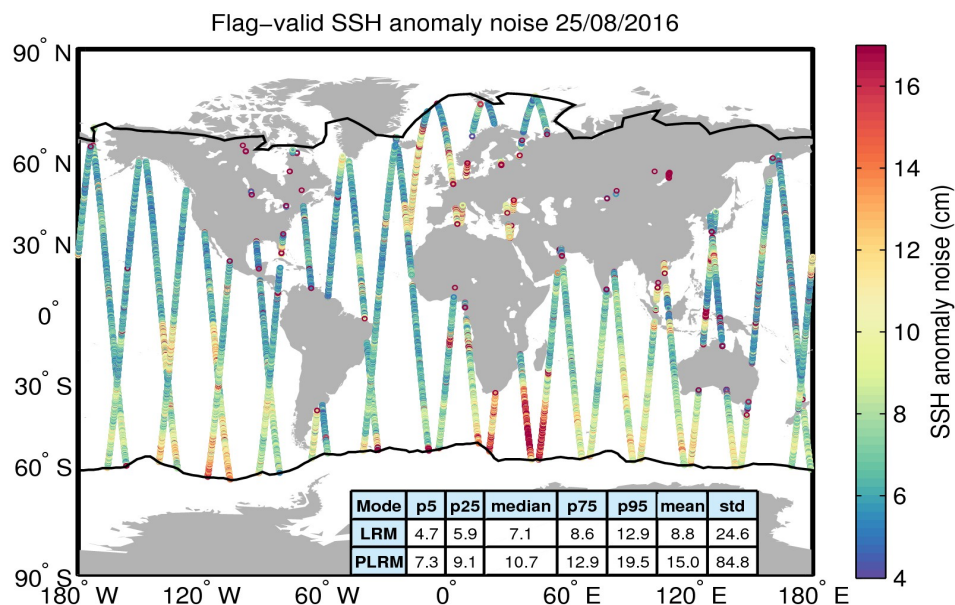 Flag−valid SSH anomaly noise 25/08/2016
90° N
60° N
30° N
0°
30° S
60° S
90° S
180° W
120° W
60° W
0°
60° E
120° E
180° E
Mode p5 p25 median p75 p95 mean std
LRM 4.7 5.9 7.1 8.6 12.9 8.8 24.6
PLRM 7.3 9.1 10.7 12.9 19.5 15.0 84.8
16
14
12
10
8
6
4
SSH anomaly noise (cm)